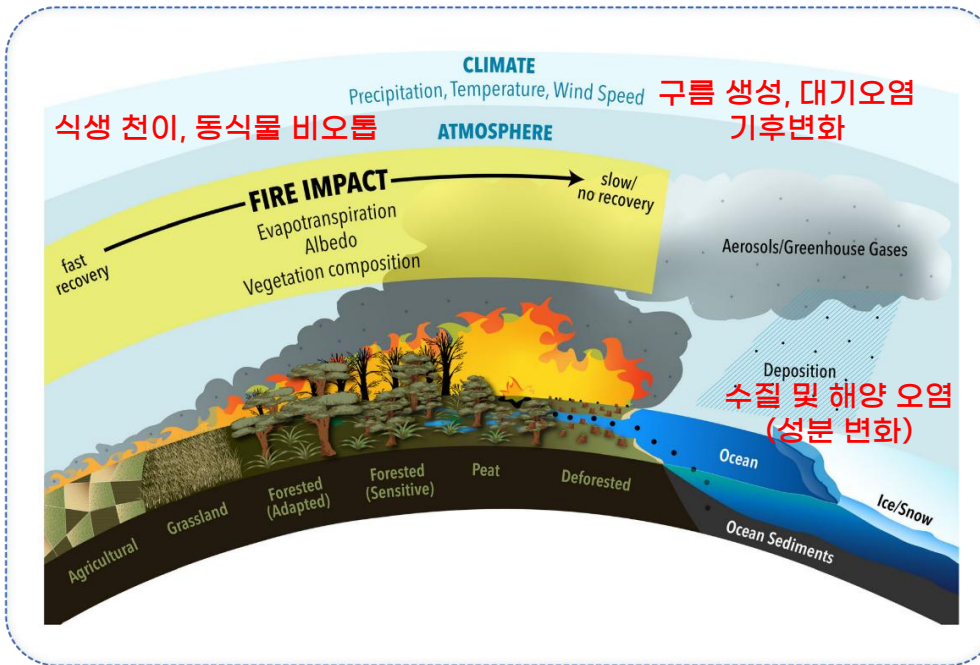 CLIMATE
Precipitation, Temperature, Wind Speed
구름 생성, 대기오염
기후변화
식생 천이, 동식물 비오톱
ATMOSPHERE
FIRE IMPACT
fast
recovery
slow/
no recovery
Evapotranspiration
Albedo
Vegetation composition
Aerosols/Greenhouse Gases
Deposition
수질 및 해양 오염
(성분 변화)
Agricultural
Grassland
Forested
(Adapted)
Forested
(Sensitive)
Peat
Deforested
Ocean
Ice/Snow
Ocean Sediments